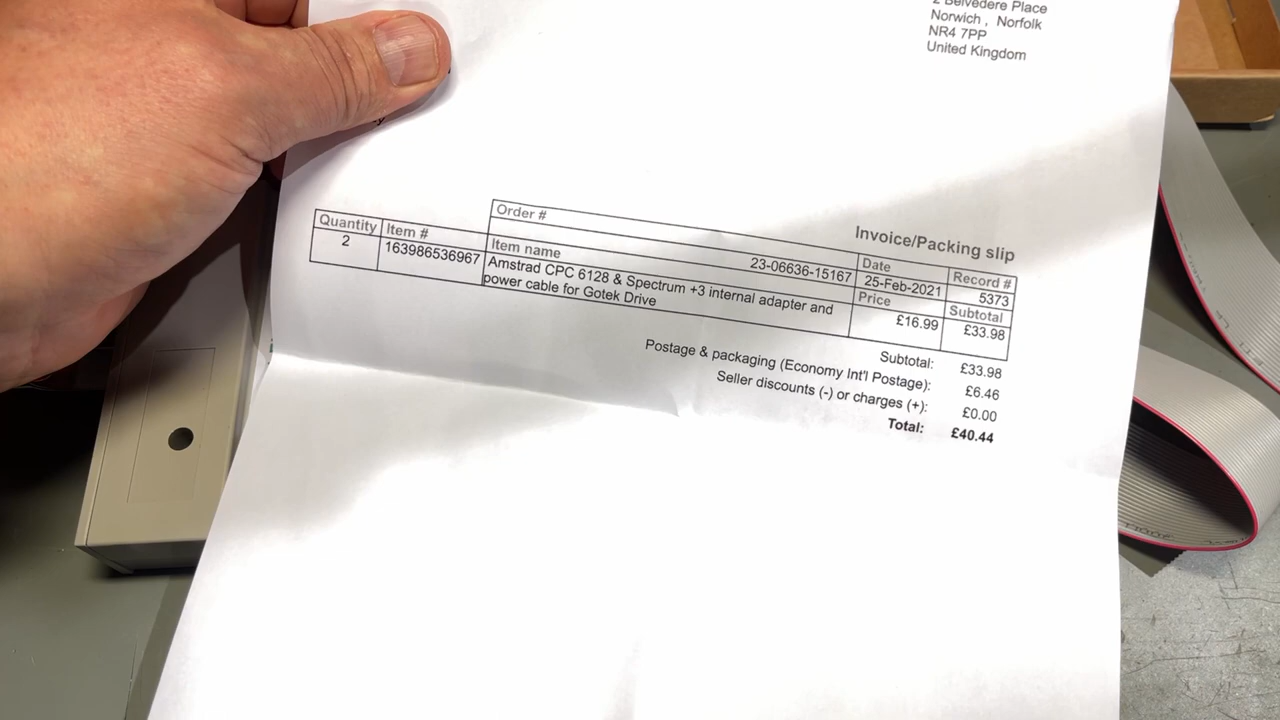 2 Belvedere Place
Norwich , Norfolk
NR4 7PP
United Kingdom
Invoice/Packing slip
Order #
23-06636-15167
Date
25-Feb-2021
Record #
5373
Quantity
Item #
Item name
Price
Subtotal
2
163986536967
Amstrad CPC 6128 & Spectrum +3 internal adapter and
power cable for Gotek Drive
£16.99
£33.98
Subtotal: £33.98
Postage & packaging (Economy Int'l Postage): £6.46
Seller discounts (-) or charges (+): £0.00
Total: £40.44